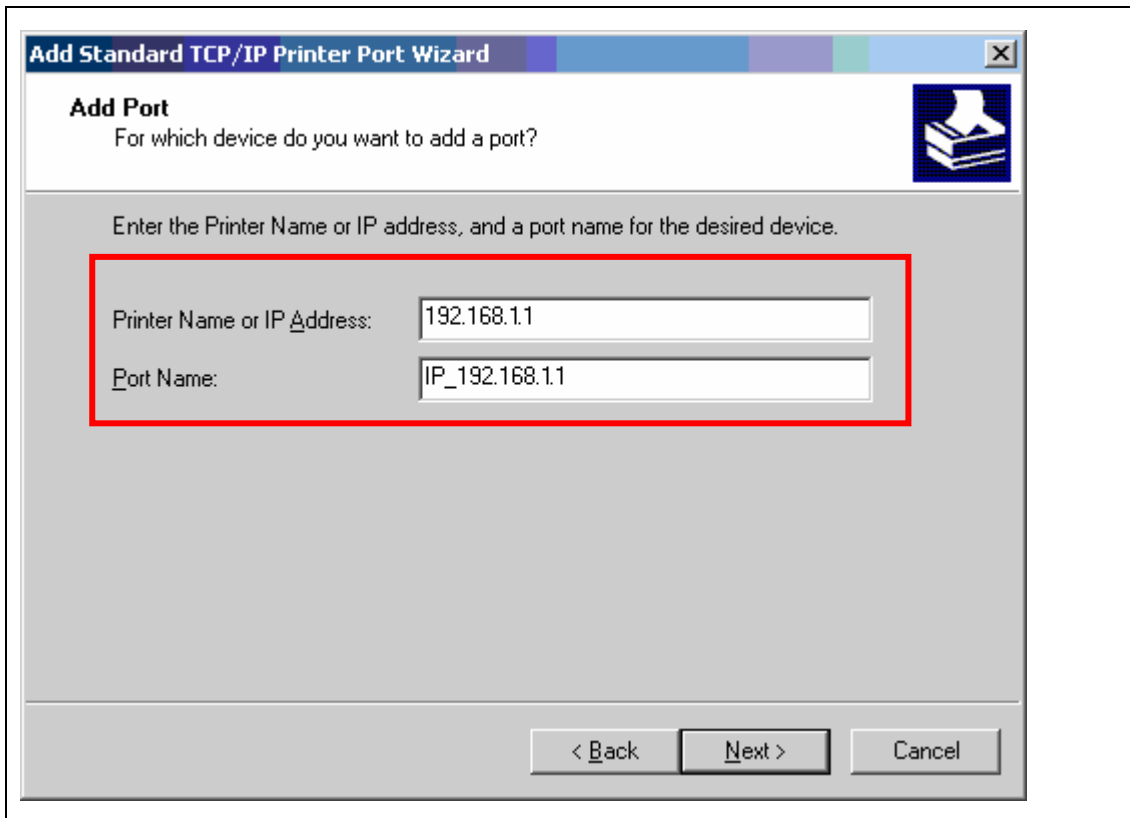 Add Standard TCP/IP Printer Port Wizard
Add Port
For which device do you want to add a port?
Enter the Printer Name or IP address, and a port name for the desired device.
Printer Name or IP Address: 192.168.1.1
Port Name: IP_192.168.1.1
< Back Next > Cancel